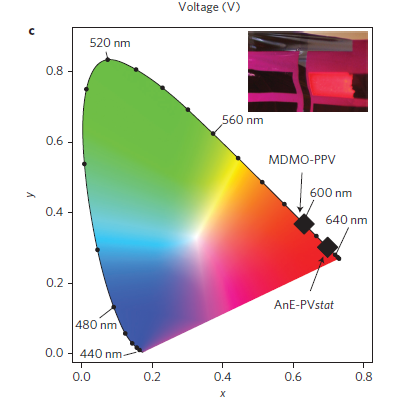 Voltage (V)
c
520 nm
0.8
560 nm
0.6
MDMO-PPV
600 nm
y
0.4
640 nm
0.2
AnE-PVstat
480 nm
0.0
440 nm
0.0 0.2 0.4 0.6 0.8
x